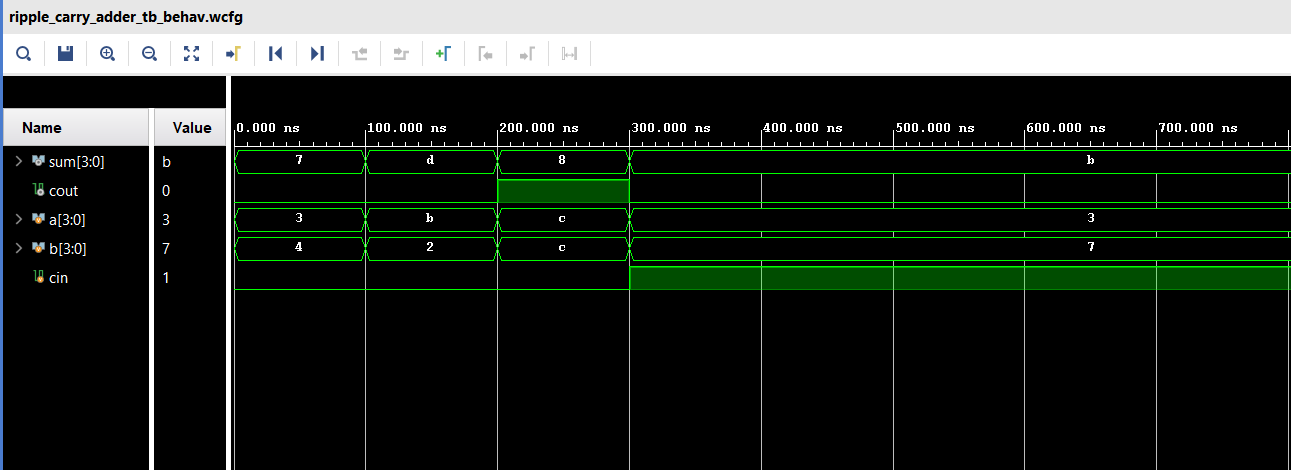 ripple_carry_adder_tb_behav.wcfg
Name Value
0.000 ns 100.000 ns 200.000 ns 300.000 ns 400.000 ns 500.000 ns 600.000 ns 700.000 ns
sum[3:0] b 7 d 8 b
cout 0
a[3:0] 3 3 b c 3
b[3:0] 7 4 2 c 7
cin 1